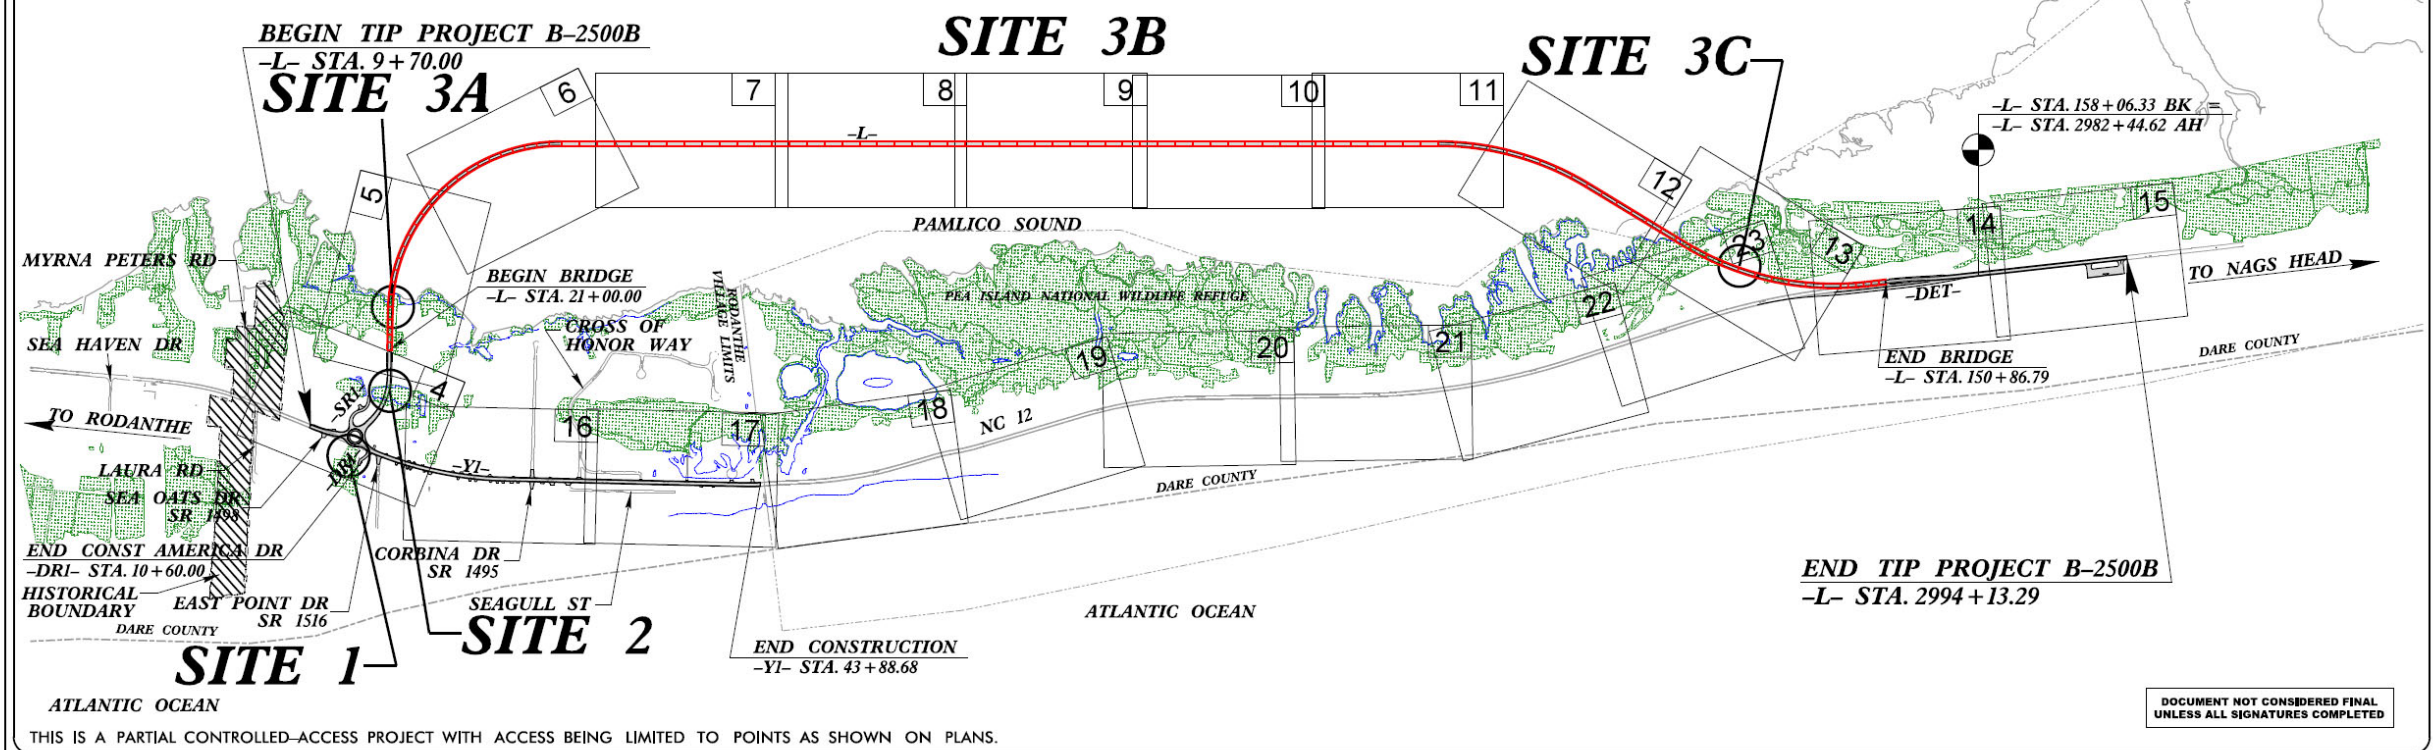 BEGIN TIP PROJECT B–2500B
–L– STA. 9+70.00
SITE 3A
SITE 3B
SITE 3C
6
7
8
9
10
11
–L–
–L– STA. 158+06.33 BK =
–L– STA. 2982+44.62 AH
5
12
PAMLICO SOUND
23
13
14
15
MYRNA PETERS RD
BEGIN BRIDGE
–L– STA. 21+00.00
RODANTHE
VILLAGE LIMITS
PEA ISLAND NATIONAL WILDLIFE REFUGE
TO NAGS HEAD
–DET–
22
CROSS OF
HONOR WAY
SEA HAVEN DR
19
20
21
END BRIDGE
–L– STA. 150+86.79
DARE COUNTY
4
–SR1–
TO RODANTHE
16
17
18
NC 12
LAURA RD
–DR1–
–Y1–
SEA OATS DR
SR 1498
DARE COUNTY
END CONST AMERICA DR
–DR1– STA. 10+60.00
CORBINA DR
SR 1495
HISTORICAL
BOUNDARY
EAST POINT DR
SR 1516
SEAGULL ST
ATLANTIC OCEAN
END TIP PROJECT B–2500B
–L– STA. 2994+13.29
DARE COUNTY
SITE 2
SITE 1
END CONSTRUCTION
–Y1– STA. 43+88.68
ATLANTIC OCEAN
DOCUMENT NOT CONSIDERED FINAL
UNLESS ALL SIGNATURES COMPLETED
THIS IS A PARTIAL CONTROLLED–ACCESS PROJECT WITH ACCESS BEING LIMITED TO POINTS AS SHOWN ON PLANS.